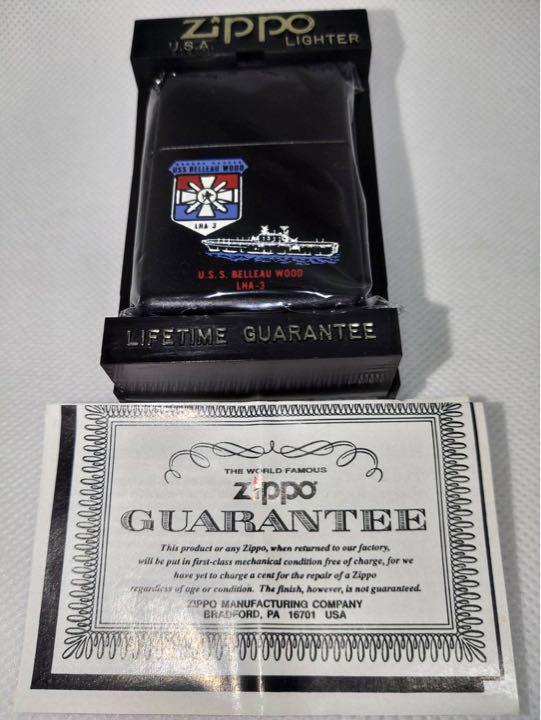 zippo
U.S.A. LIGHTER
USS BELLEAU WOOD
LHA 3
U.S.S. BELLEAU WOOD
LHA-3
LIFETIME GUARANTEE
THE WORLD FAMOUS
zippo
GUARANTEE
This product or any Zippo, when returned to our factory,
will be put in first-class mechanical condition free of charge, for we
have yet to charge a cent for the repair of a Zippo
regardless of age or condition. The finish, however, is not guaranteed.
ZIPPO MANUFACTURING COMPANY
BRADFORD, PA 16701 USA